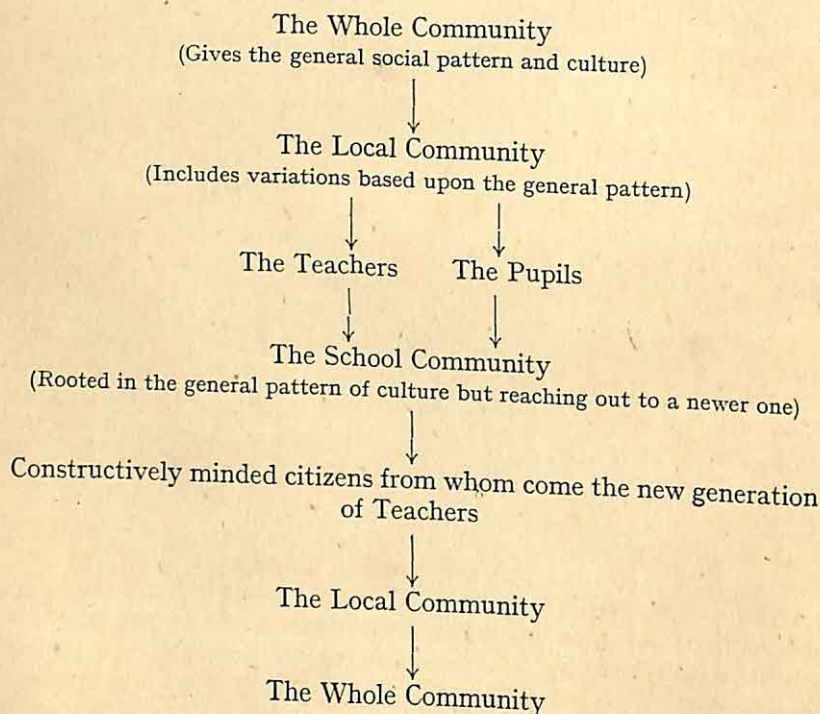 The Whole Community
(Gives the general social pattern and culture)
The Local Community
(Includes variations based upon the general pattern)
The Teachers The Pupils
The School Community
(Rooted in the general pattern of culture but reaching out to a newer one)
Constructively minded citizens from whom come the new generation
of Teachers
The Local Community
The Whole Community